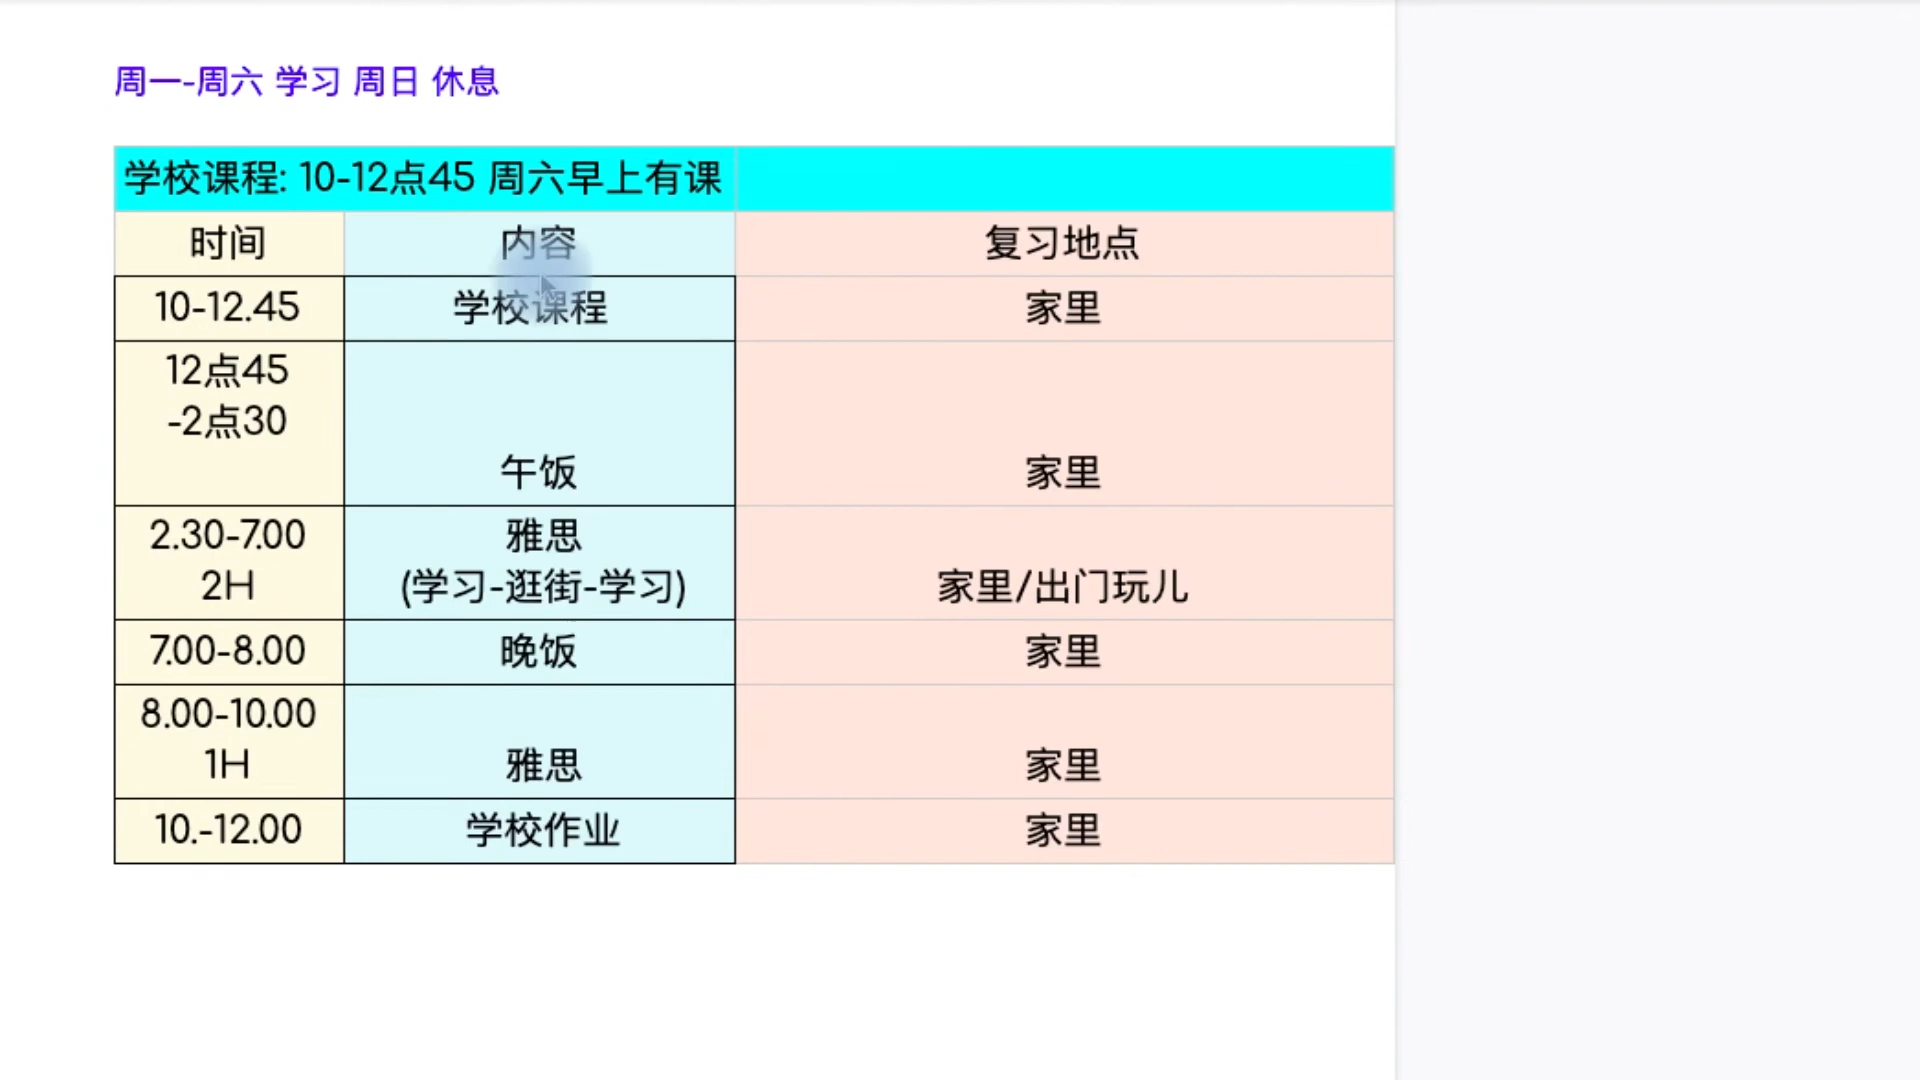 周一-周六 学习 周日 休息
学校课程: 10-12点45 周六早上有课
时间 内容 复习地点
10-12.45 学校课程 家里
12点45
-2点30
午饭 家里
2.30-7.00 雅思
2H (学习-逛街-学习) 家里/出门玩儿
7.00-8.00 晚饭 家里
8.00-10.00
1H 雅思 家里
10.-12.00 学校作业 家里